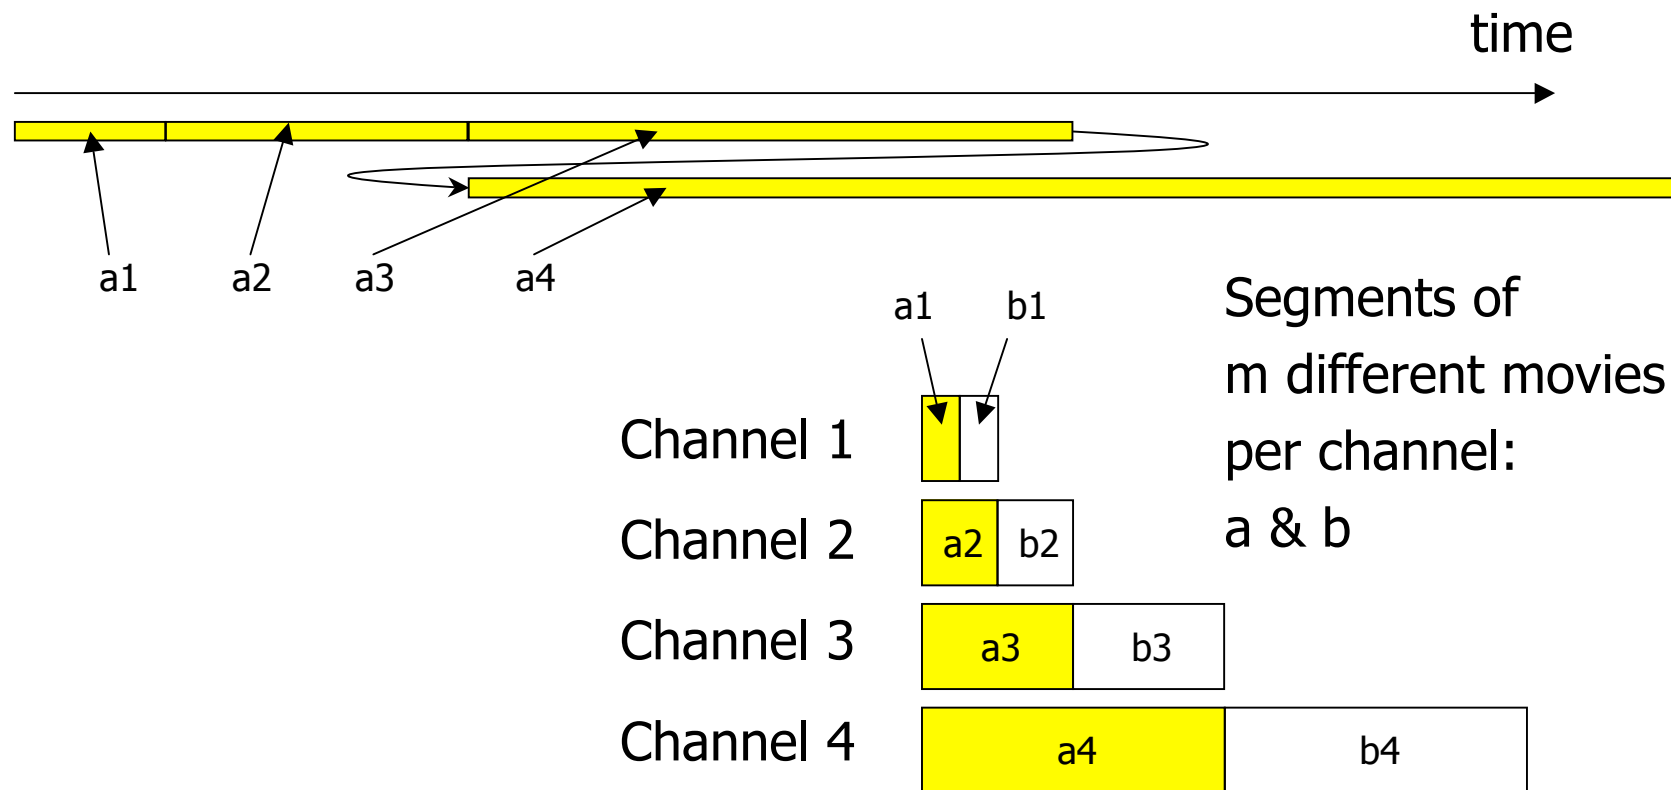 time
a1 a2 a3 a4
a1 b1
Segments of
m different movies
per channel:
a & b
Channel 1
Channel 2 a2 b2
Channel 3 a3 b3
Channel 4 a4 b4